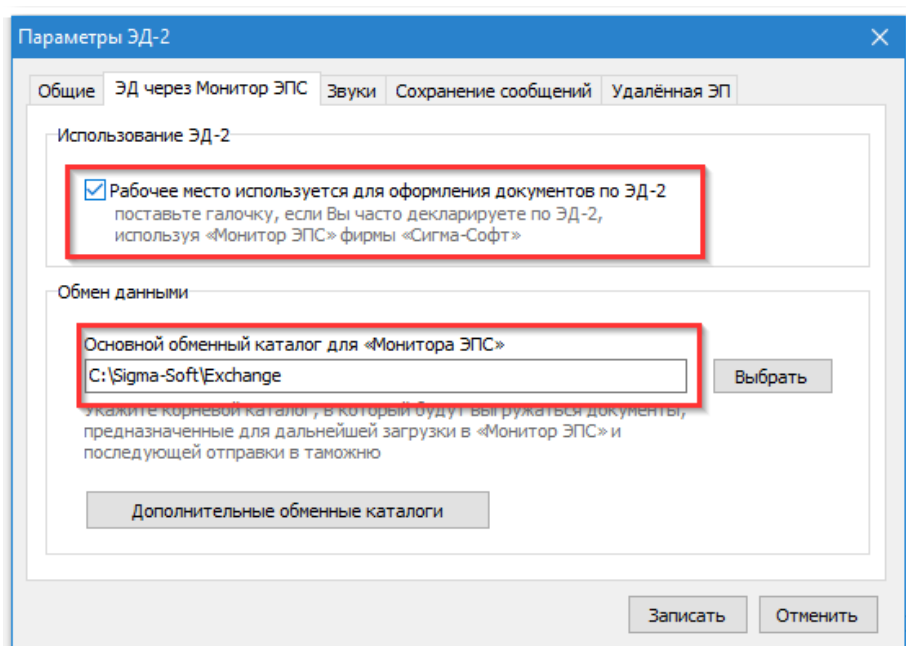 Параметры ЭД-2
Общие ЭД через Монитор ЭПС Звуки Сохранение сообщений Удалённая ЭП
Использование ЭД-2
Рабочее место используется для оформления документов по ЭД-2
поставьте галочку, если Вы часто декларируете по ЭД-2,
используя «Монитор ЭПС» фирмы «Сигма-Софт»
Обмен данными
Основной обменный каталог для «Монитора ЭПС»
C:\Sigma-Soft\Exchange
Выбрать
Укажите корневой каталог, в который будут выгружаться документы,
предназначенные для дальнейшей загрузки в «Монитор ЭПС» и
последующей отправки в таможню
Дополнительные обменные каталоги
Записать Отменить